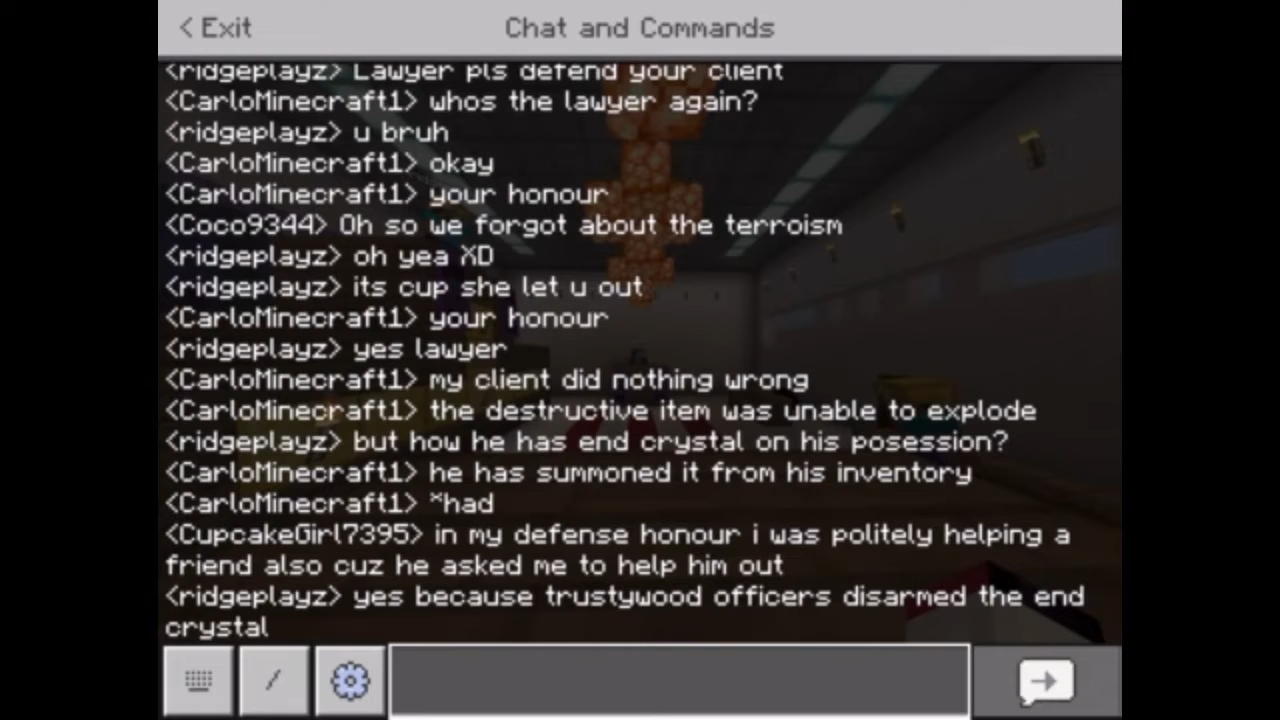 < Exit
Chat and Commands
<ridgeplayz> Lawyer pls defend your client
<CarloMinecraft1> whos the lawyer again?
<ridgeplayz> u bruh
<CarloMinecraft1> okay
<CarloMinecraft1> your honour
<Coco9344> Oh so we forgot about the terroism
<ridgeplayz> oh yea XD
<ridgeplayz> its cup she let u out
<CarloMinecraft1> your honour
<ridgeplayz> yes lawyer
<CarloMinecraft1> my client did nothing wrong
<CarloMinecraft1> the destructive item was unable to explode
<ridgeplayz> but how he has end crystal on his posession?
<CarloMinecraft1> he has summoned it from his inventory
<CarloMinecraft1> *had
<CupcakeGirl7395> in my defense honour i was politely helping a
friend also cuz he asked me to help him out
<ridgeplayz> yes because trustywood officers disarmed the end
crystal
/